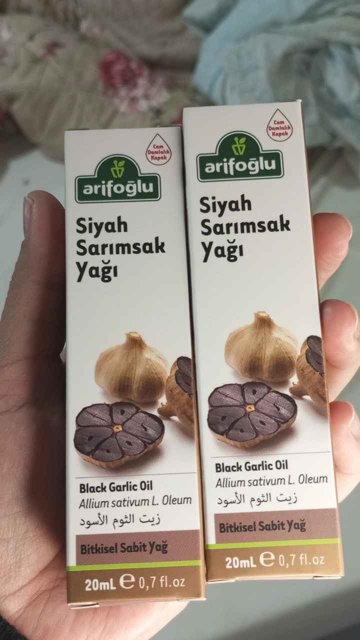 Cam
Damlalık
Kapak
arifoğlu
Siyah
Sarımsak
Yağı
Black Garlic Oil
Allium sativum L. Oleum
زيت الثوم الأسود
Bitkisel Sabit Yağ
20mL e 0,7 fl.oz
Cam
Damlalık
Kapak
arifoğlu
Siyah
Sarımsak
Yağı
Black Garlic Oil
Allium sativum L. Oleum
زيت الثوم الأسود
Bitkisel Sabit Yağ
20mL e 0,7 fl.oz